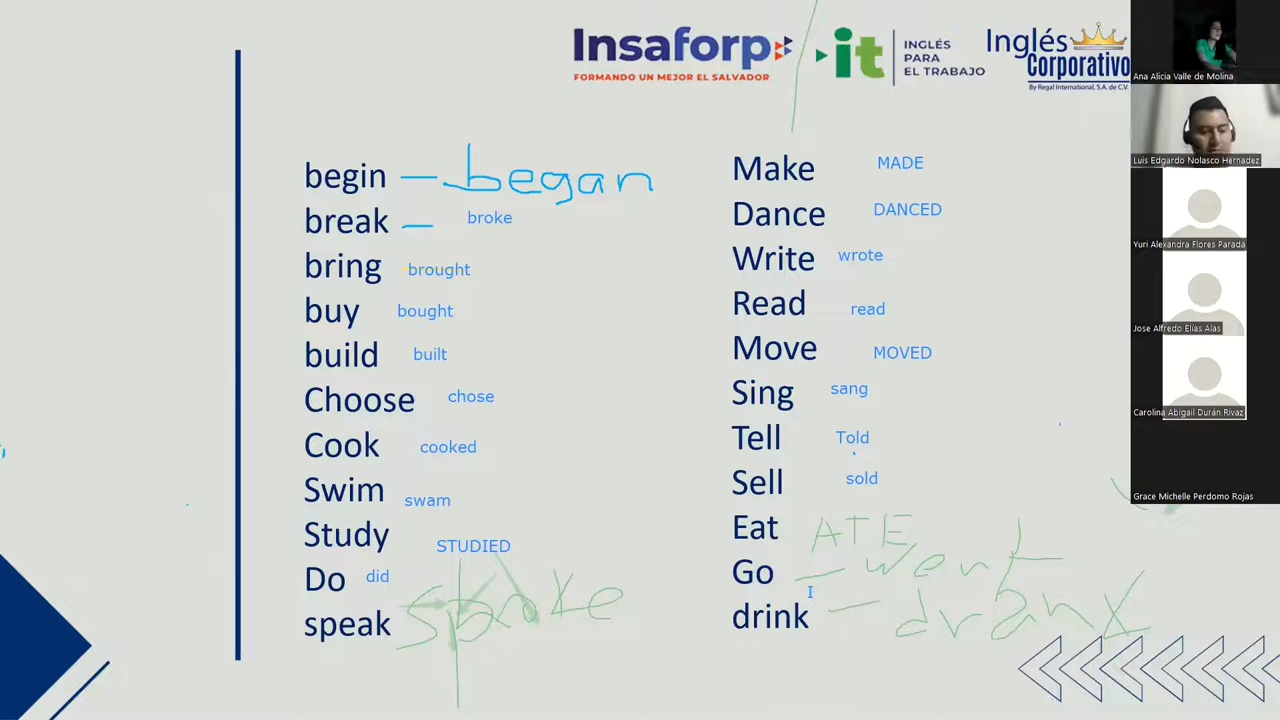 Insaforp
FORMANDO UN MEJOR EL SALVADOR
it
INGLÉS
PARA
EL TRABAJO
Inglés
Corporativo
By Regal International, S.A. de C.V.
begin — began
break — broke
bring brought
buy bought
build built
Choose chose
Cook cooked
Swim swam
Study STUDIED
Do did
speak spoke
Make MADE
Dance DANCED
Write wrote
Read read
Move MOVED
Sing sang
Tell Told
Sell sold
Eat ATE
Go — went
drink — drank
Ana Alicia Valle de Molina
Luis Edgardo Nolasco Hernadez
Yuri Alexandra Flores Parada
Jose Alfredo Elias Alas
Carolina Abigail Durán Rivaz
Grace Michelle Perdomo Rojas